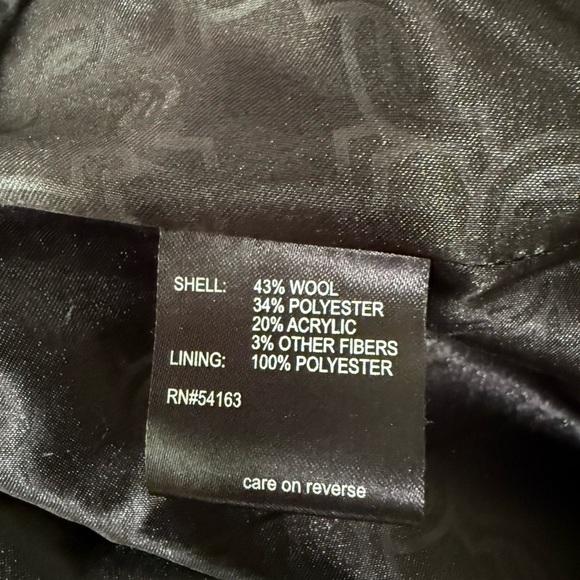 SHELL: 43% WOOL
34% POLYESTER
20% ACRYLIC
3% OTHER FIBERS
LINING: 100% POLYESTER
RN#54163
care on reverse